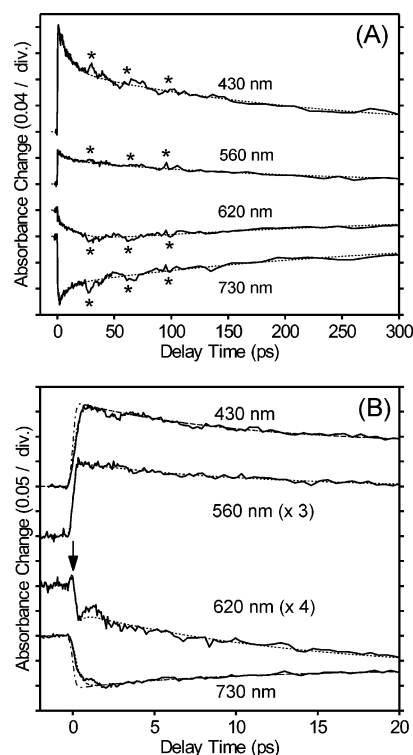 (A)
Absorbance Change (0.04 / div.)
* * *
430 nm
* * *
560 nm
* * *
620 nm
* * *
730 nm
0 50 100 150 200 250 300
Delay Time (ps)
(B)
Absorbance Change (0.05 / div.)
430 nm
560 nm (x 3)
620 nm (x 4)
730 nm
0 5 10 15 20
Delay Time (ps)